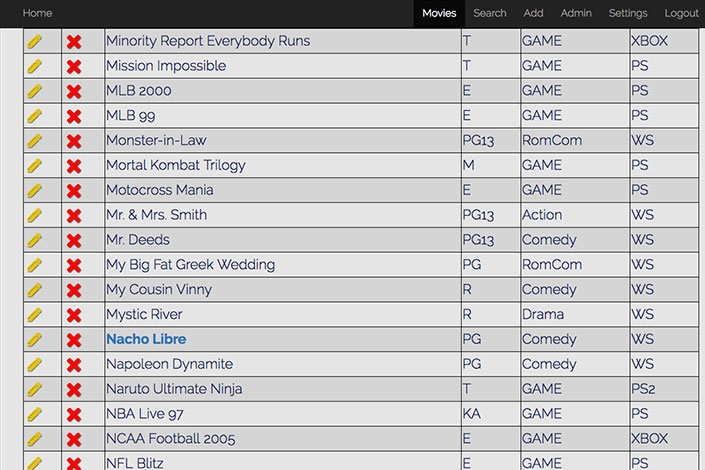 Home Movies Search Add Admin Settings Logout
Minority Report Everybody Runs T GAME XBOX
Mission Impossible T GAME PS
MLB 2000 E GAME PS
MLB 99 E GAME PS
Monster-in-Law PG13 RomCom WS
Mortal Kombat Trilogy M GAME PS
Motocross Mania E GAME PS
Mr. & Mrs. Smith PG13 Action WS
Mr. Deeds PG13 Comedy WS
My Big Fat Greek Wedding PG RomCom WS
My Cousin Vinny R Comedy WS
Mystic River R Drama WS
Nacho Libre PG Comedy WS
Napoleon Dynamite PG Comedy WS
Naruto Ultimate Ninja T GAME PS2
NBA Live 97 KA GAME PS
NCAA Football 2005 E GAME XBOX
NFL Blitz E GAME PS